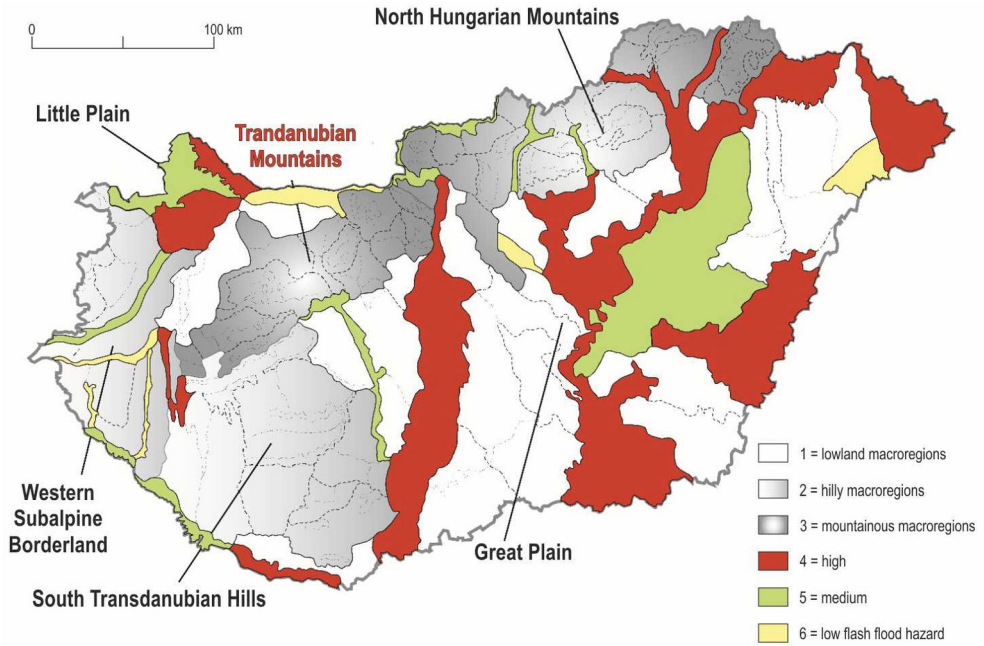 0
100 km
North Hungarian Mountains
Little Plain
Trandanubian
Mountains
Western
Subalpine
Borderland
South Transdanubian Hills
Great Plain
1 = lowland macroregions
2 = hilly macroregions
3 = mountainous macroregions
4 = high
5 = medium
6 = low flash flood hazard